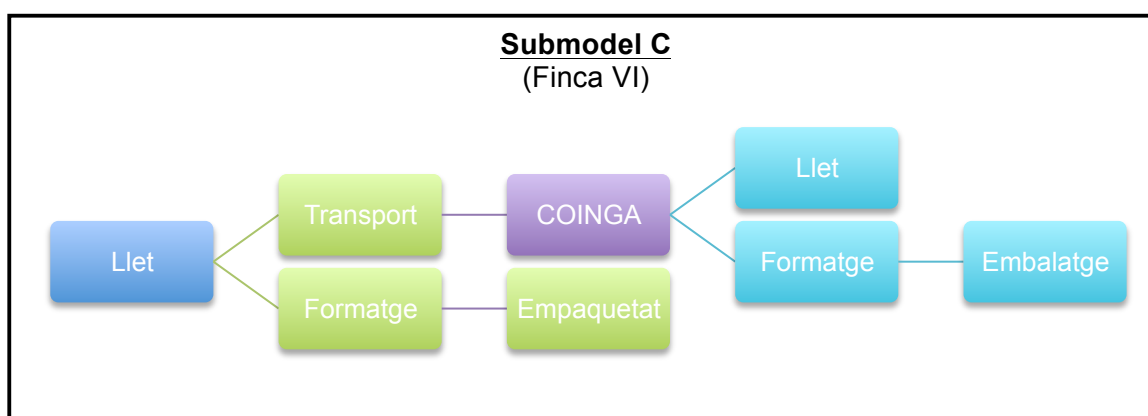 Submodel C
(Finca VI)
Llet
Transport
COINGA
Llet
Formatge
Embalatge
Formatge
Empaquetat